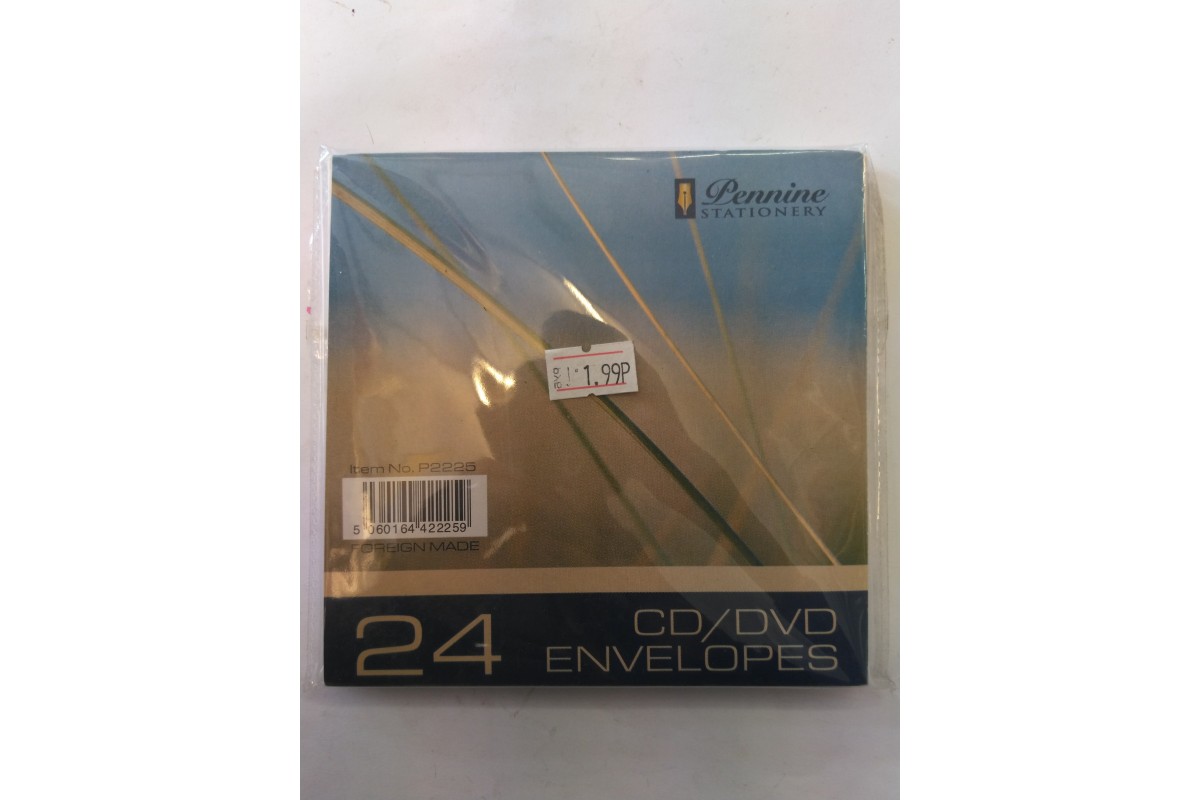 Pennine
STATIONERY
1.99P
Item No. P2225
5 060164 422259
FOREIGN MADE
24
CD/DVD
ENVELOPES